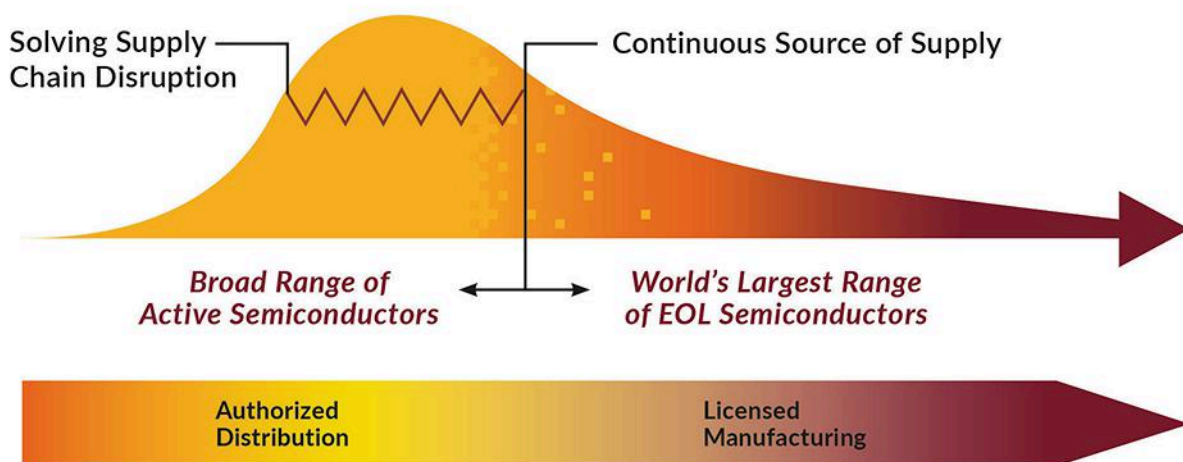 Solving Supply
Chain Disruption
Continuous Source of Supply
Broad Range of
Active Semiconductors
World’s Largest Range
of EOL Semiconductors
Authorized
Distribution
Licensed
Manufacturing